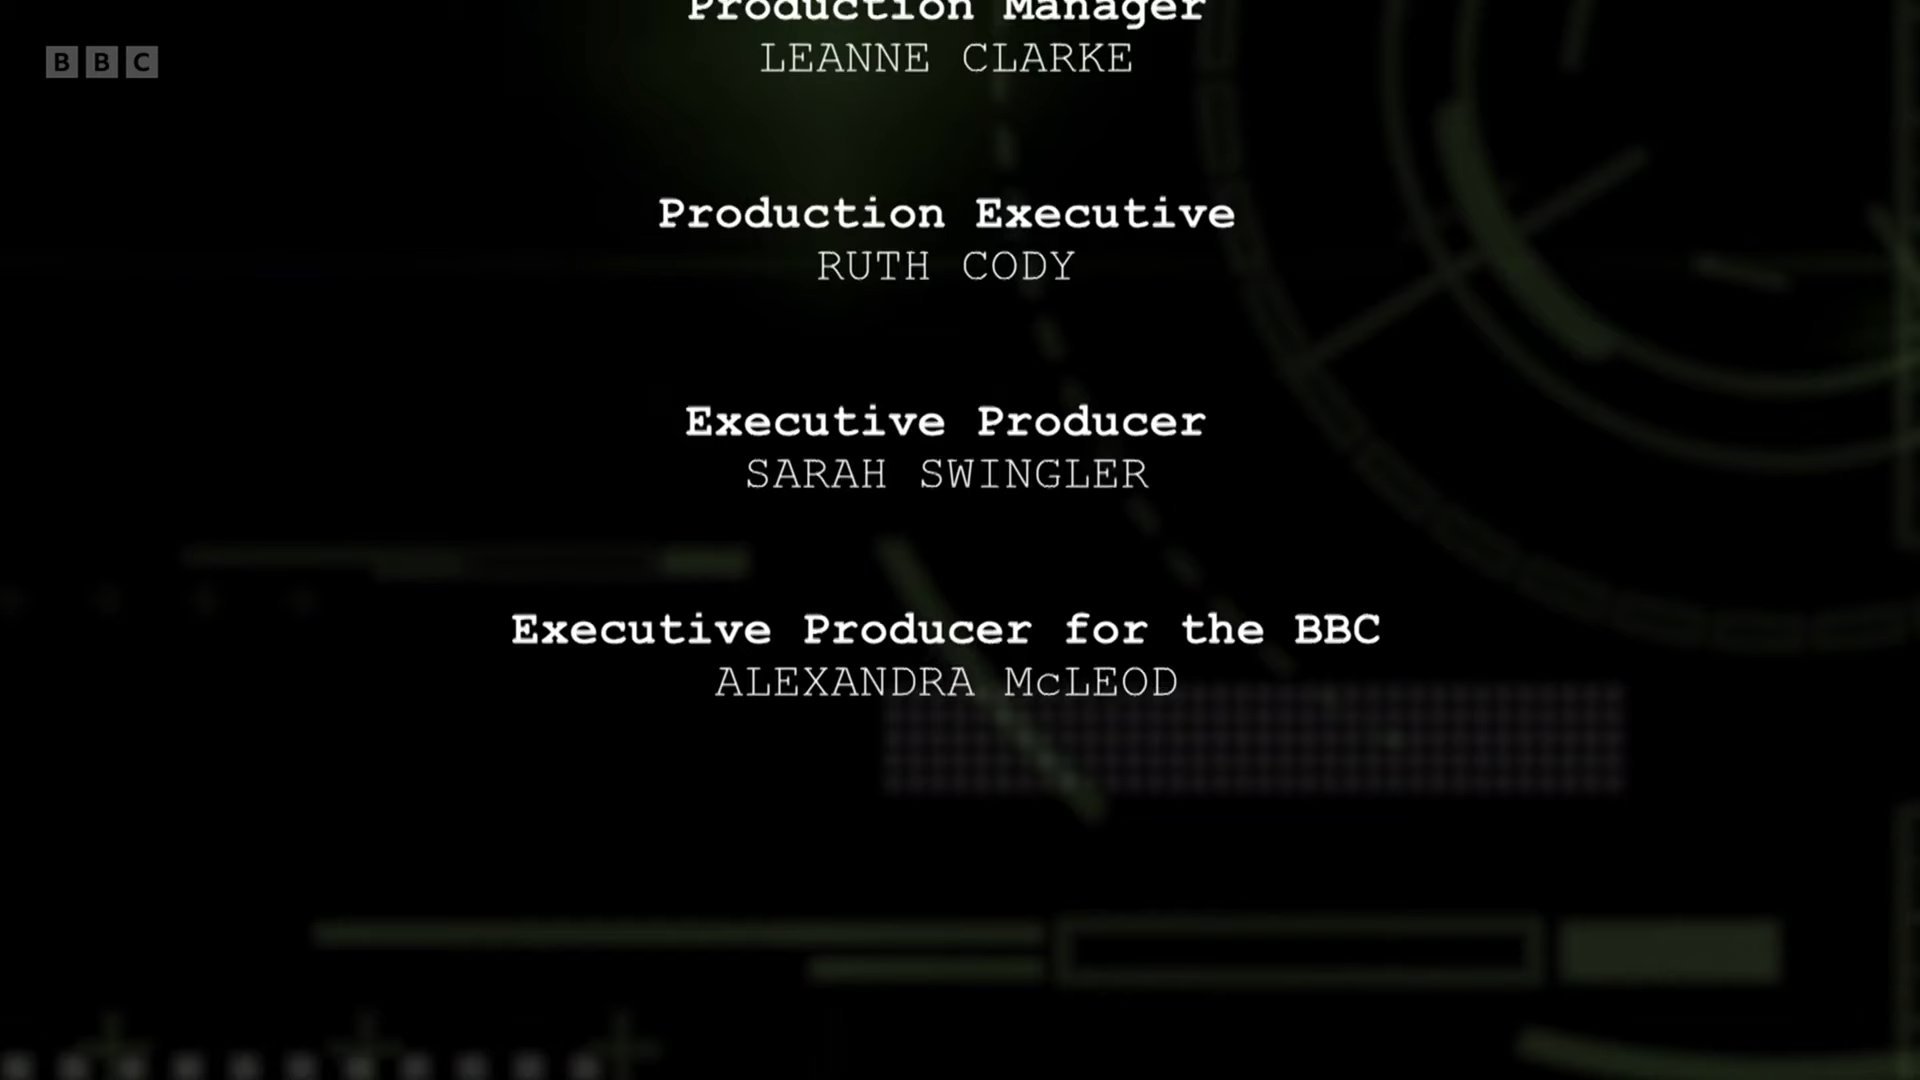 Production Manager
BBC
LEANNE CLARKE
Production Executive
RUTH CODY
Executive Producer
SARAH SWINGLER
Executive Producer for the BBC
ALEXANDRA McLEOD